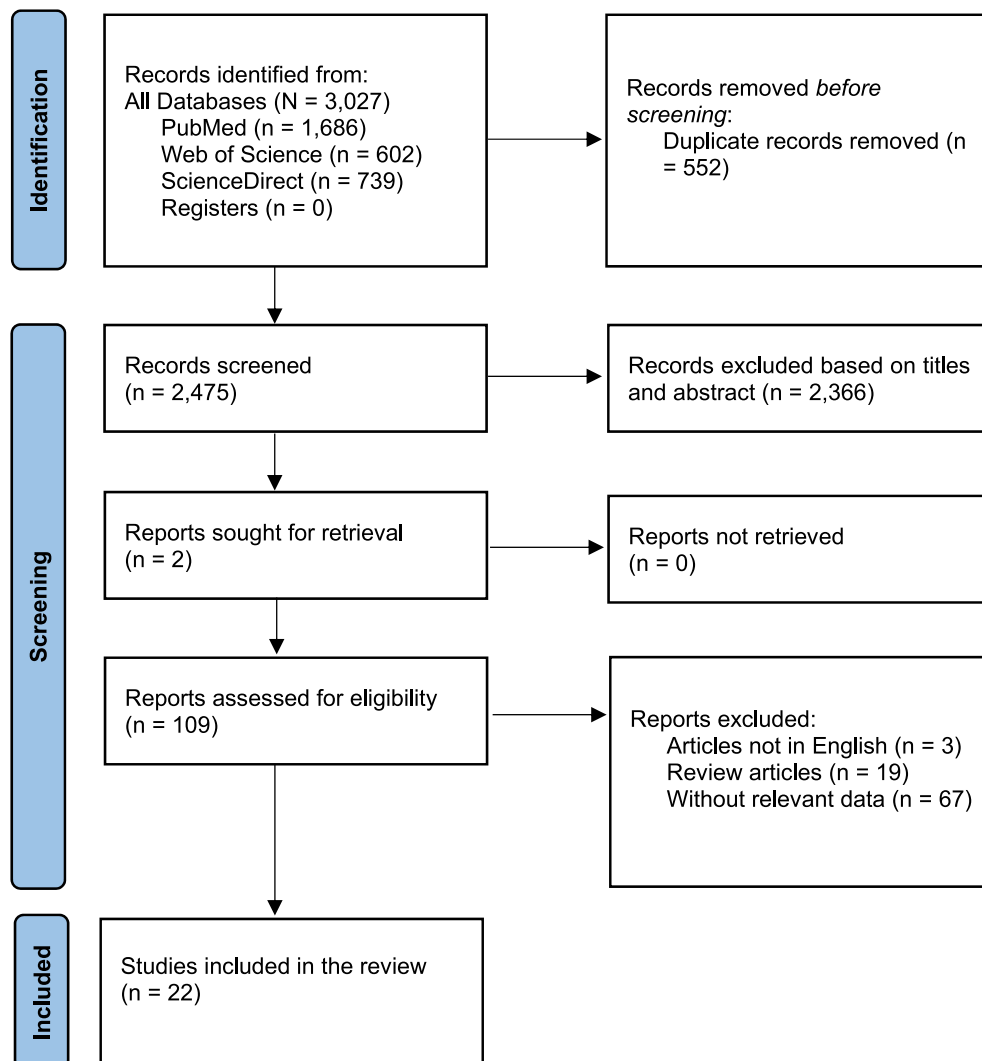 Identification
Records identified from:
All Databases (N = 3,027)
PubMed (n = 1,686)
Web of Science (n = 602)
ScienceDirect (n = 739)
Registers (n = 0)
Records removed before
screening:
Duplicate records removed (n
= 552)
Screening
Records screened
(n = 2,475)
Records excluded based on titles
and abstract (n = 2,366)
Reports sought for retrieval
(n = 2)
Reports not retrieved
(n = 0)
Reports assessed for eligibility
(n = 109)
Reports excluded:
Articles not in English (n = 3)
Review articles (n = 19)
Without relevant data (n = 67)
Included
Studies included in the review
(n = 22)